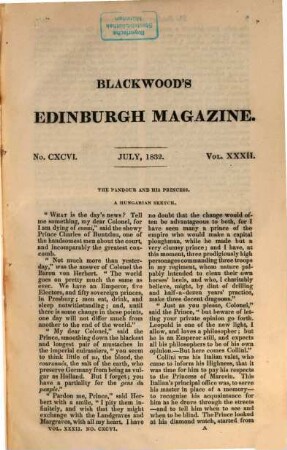 Bayerische
Staatsbibliothek
München
BLACKWOOD'S
EDINBURGH MAGAZINE.
No. CXCVI. JULY, 1832. VOL. XXXII.
THE PANDOUR AND HIS PRINCESS.
A HUNGARIAN SKETCH.
"WHAT is the day's news? Tell
me something, my dear Colonel, for
I am dying of ennui," said the showy
Prince Charles of Buntzlau, one of
the handsomest men about the court,
and incomparably the greatest coxcomb.
"Not much more than yesterday,"
was the answer of Colonel the
Baron von Herbert. "The world
goes on pretty much the same as
ever. We have an Emperor, five
Electors, and fifty sovereign princes,
in Presburg; men eat, drink, and
sleep notwithstanding; and, until
there is some change in these points,
one day will not differ much from
another to the end of the world."
"My dear Colonel," said the
Prince, smoothing down the blackest
and longest pair of mustaches in
the imperial cuirassiers, "you seem
to think little of us, the blood, the
couronnés, the salt of the earth, who
preserve Germany from being as vulgar
as Holland. But I forget; you
have a partiality for the gens du
peuple."
"Pardon me, Prince," said Herbert
with a smile, "I pity them infinitely,
and wish that they might
exchange with the Landgraves and
Margraves, with all my heart. I have
VOL. XXXII. NO. CXCVI.
no doubt that the change would often
be advantageous to both, for I
have seen many a prince of the
empire who would make a capital
ploughman, while he made but a
very clumsy prince; and I have, at
this moment, three prodigiously high
personages commanding three troops
in my regiment, whom nature palpably
intended to clean their own
horses' heels, and who, I charitably
believe, might, by dint of drilling
and half-a-dozen years' practice,
make three decent dragoons."
"Just as you please, Colonel,"
said the Prince, "but beware of letting
your private opinions go forth.
Leopold is one of the new light, I
allow, and loves a philosopher; but
he is an Emperor still, and expects
all his philosophers to be of his own
opinion.—But here comes Collini."
Collini was his Italian valet, who
came to inform his Highness that it
was time for him to pay his respects
to the Princess of Marosin. This
Italian's principal office was, to serve
his master in place of a memory—
to recognise his acquaintance for
him as he drove through the streets
—and to tell him when to see and
when to be blind. The Prince looked
at his diamond watch, started from
A